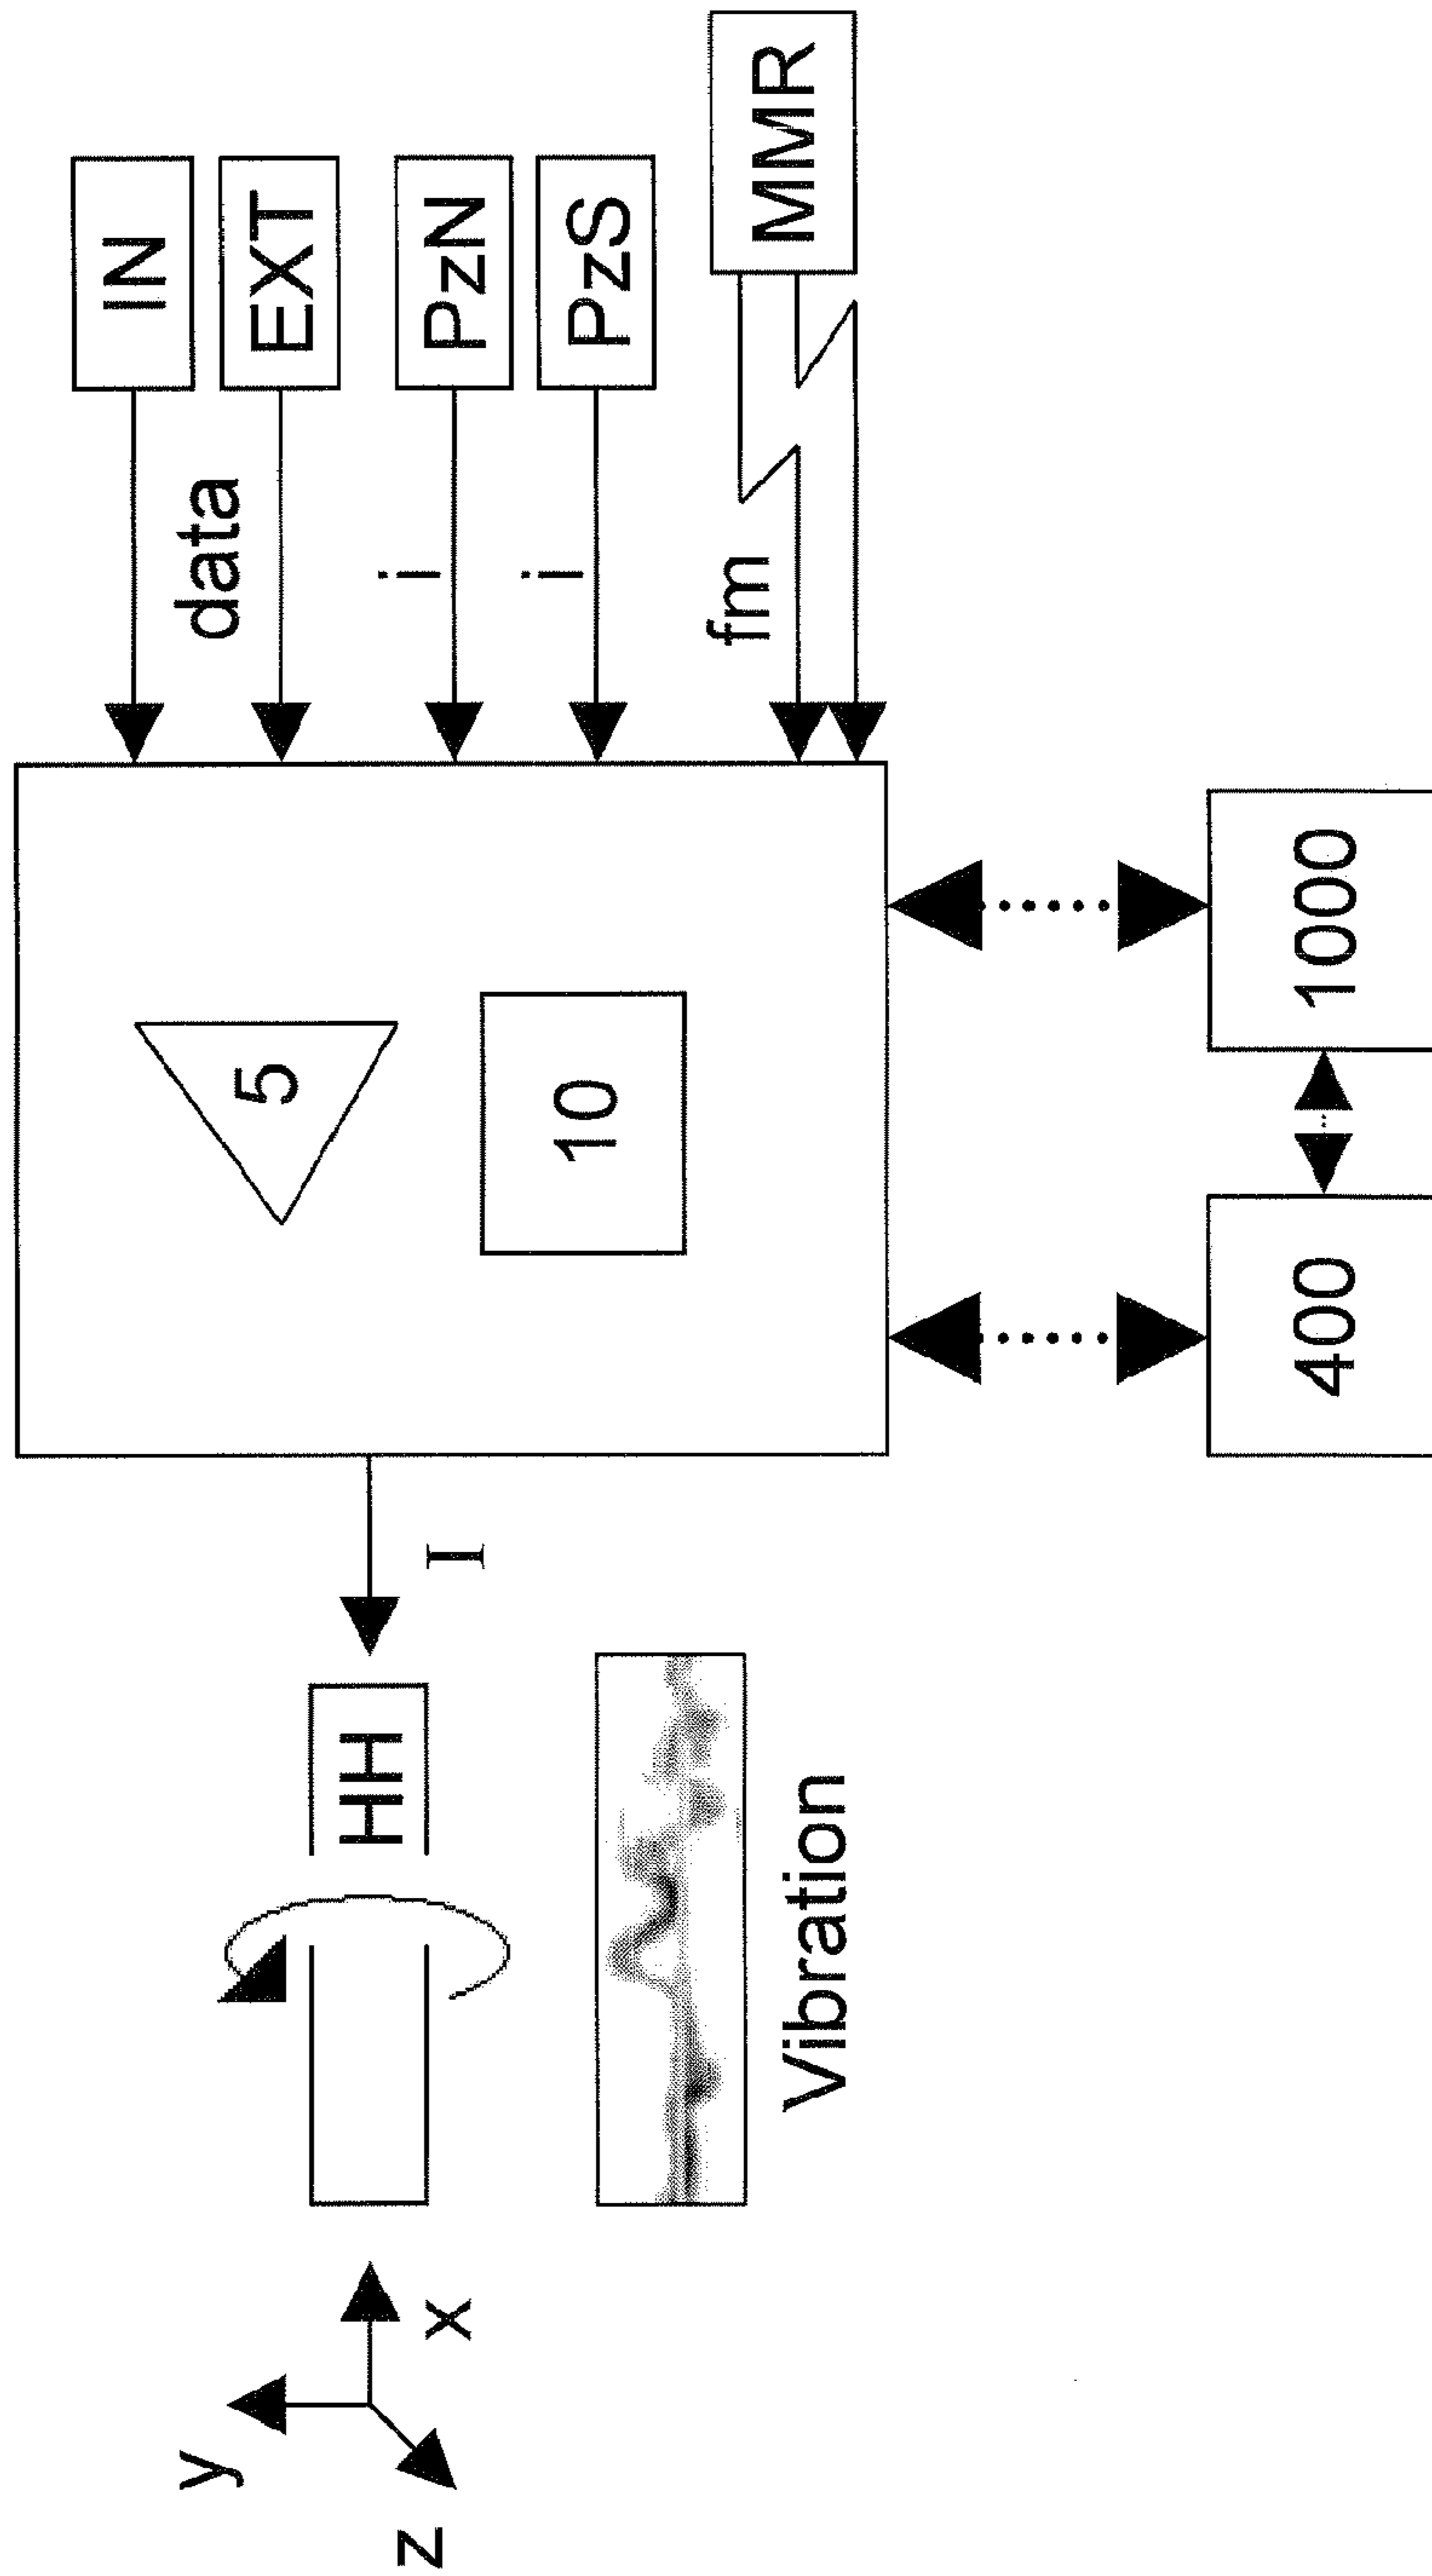 IN
data
EXT
i
PzN
i
PzS
fm
MMR
5
10
400
1000
I
HH
Vibration
y
x
z